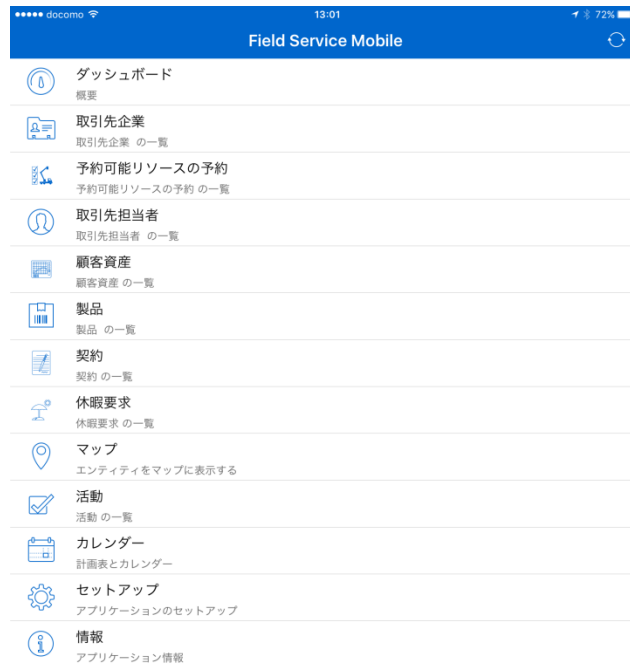 docomo 13:01 72%
Field Service Mobile
ダッシュボード
概要
取引先企業
取引先企業 の一覧
予約可能リソースの予約
予約可能リソースの予約 の一覧
取引先担当者
取引先担当者 の一覧
顧客資産
顧客資産 の一覧
製品
製品 の一覧
契約
契約 の一覧
休暇要求
休暇要求 の一覧
マップ
エンティティをマップに表示する
活動
活動 の一覧
カレンダー
計画表とカレンダー
セットアップ
アプリケーションのセットアップ
情報
アプリケーション情報